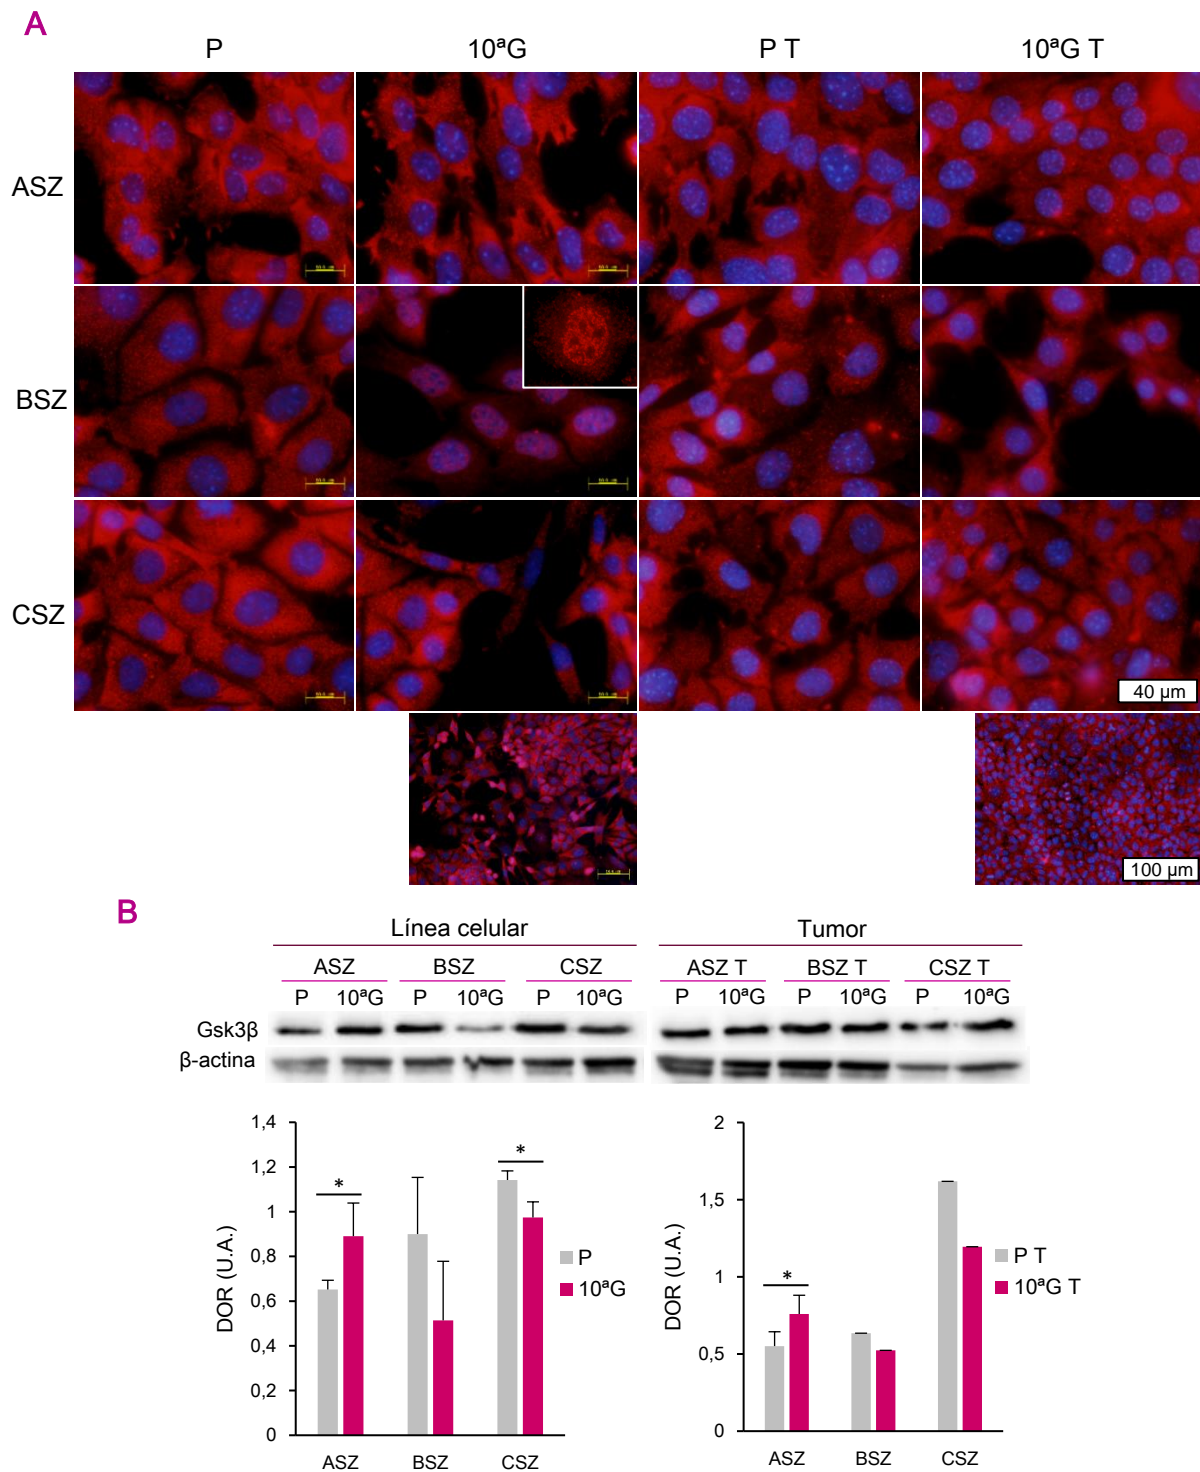 A
P 10ªG P T 10ªG T
ASZ
BSZ
CSZ
40 µm
100 µm
B
Línea celular Tumor
ASZ BSZ CSZ ASZ T BSZ T CSZ T
P 10ªG P 10ªG P 10ªG P 10ªG P 10ªG P 10ªG
Gsk3β
β-actina
1,4
1,2
1
0,8
0,6
0,4
0,2
0
DOR (U.A.)
* *
P
10ªG
ASZ BSZ CSZ
2
1,5
1
0,5
0
DOR (U.A.)
*
P T
10ªG T
ASZ BSZ CSZ